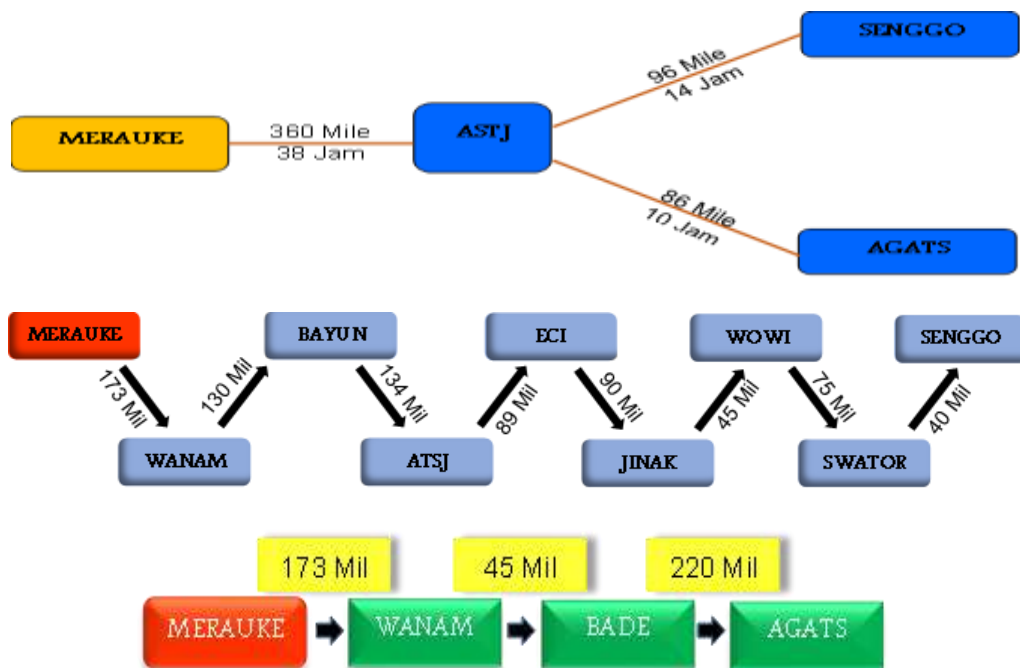 SENGGO
96 Mile
14 Jam
MERAUKE
360 Mile
38 Jam
ASTJ
86 Mile
10 Jam
AGATS
MERAUKE
BAYUN
ECI
WOWI
SENGGO
173 Mil
130 Mil
134 Mil
89 Mil
90 Mil
45 Mil
75 Mil
40 Mil
WANAM
ATSJ
JINAK
SWATOR
173 Mil
45 Mil
220 Mil
MERAUKE
WANAM
BADE
AGATS